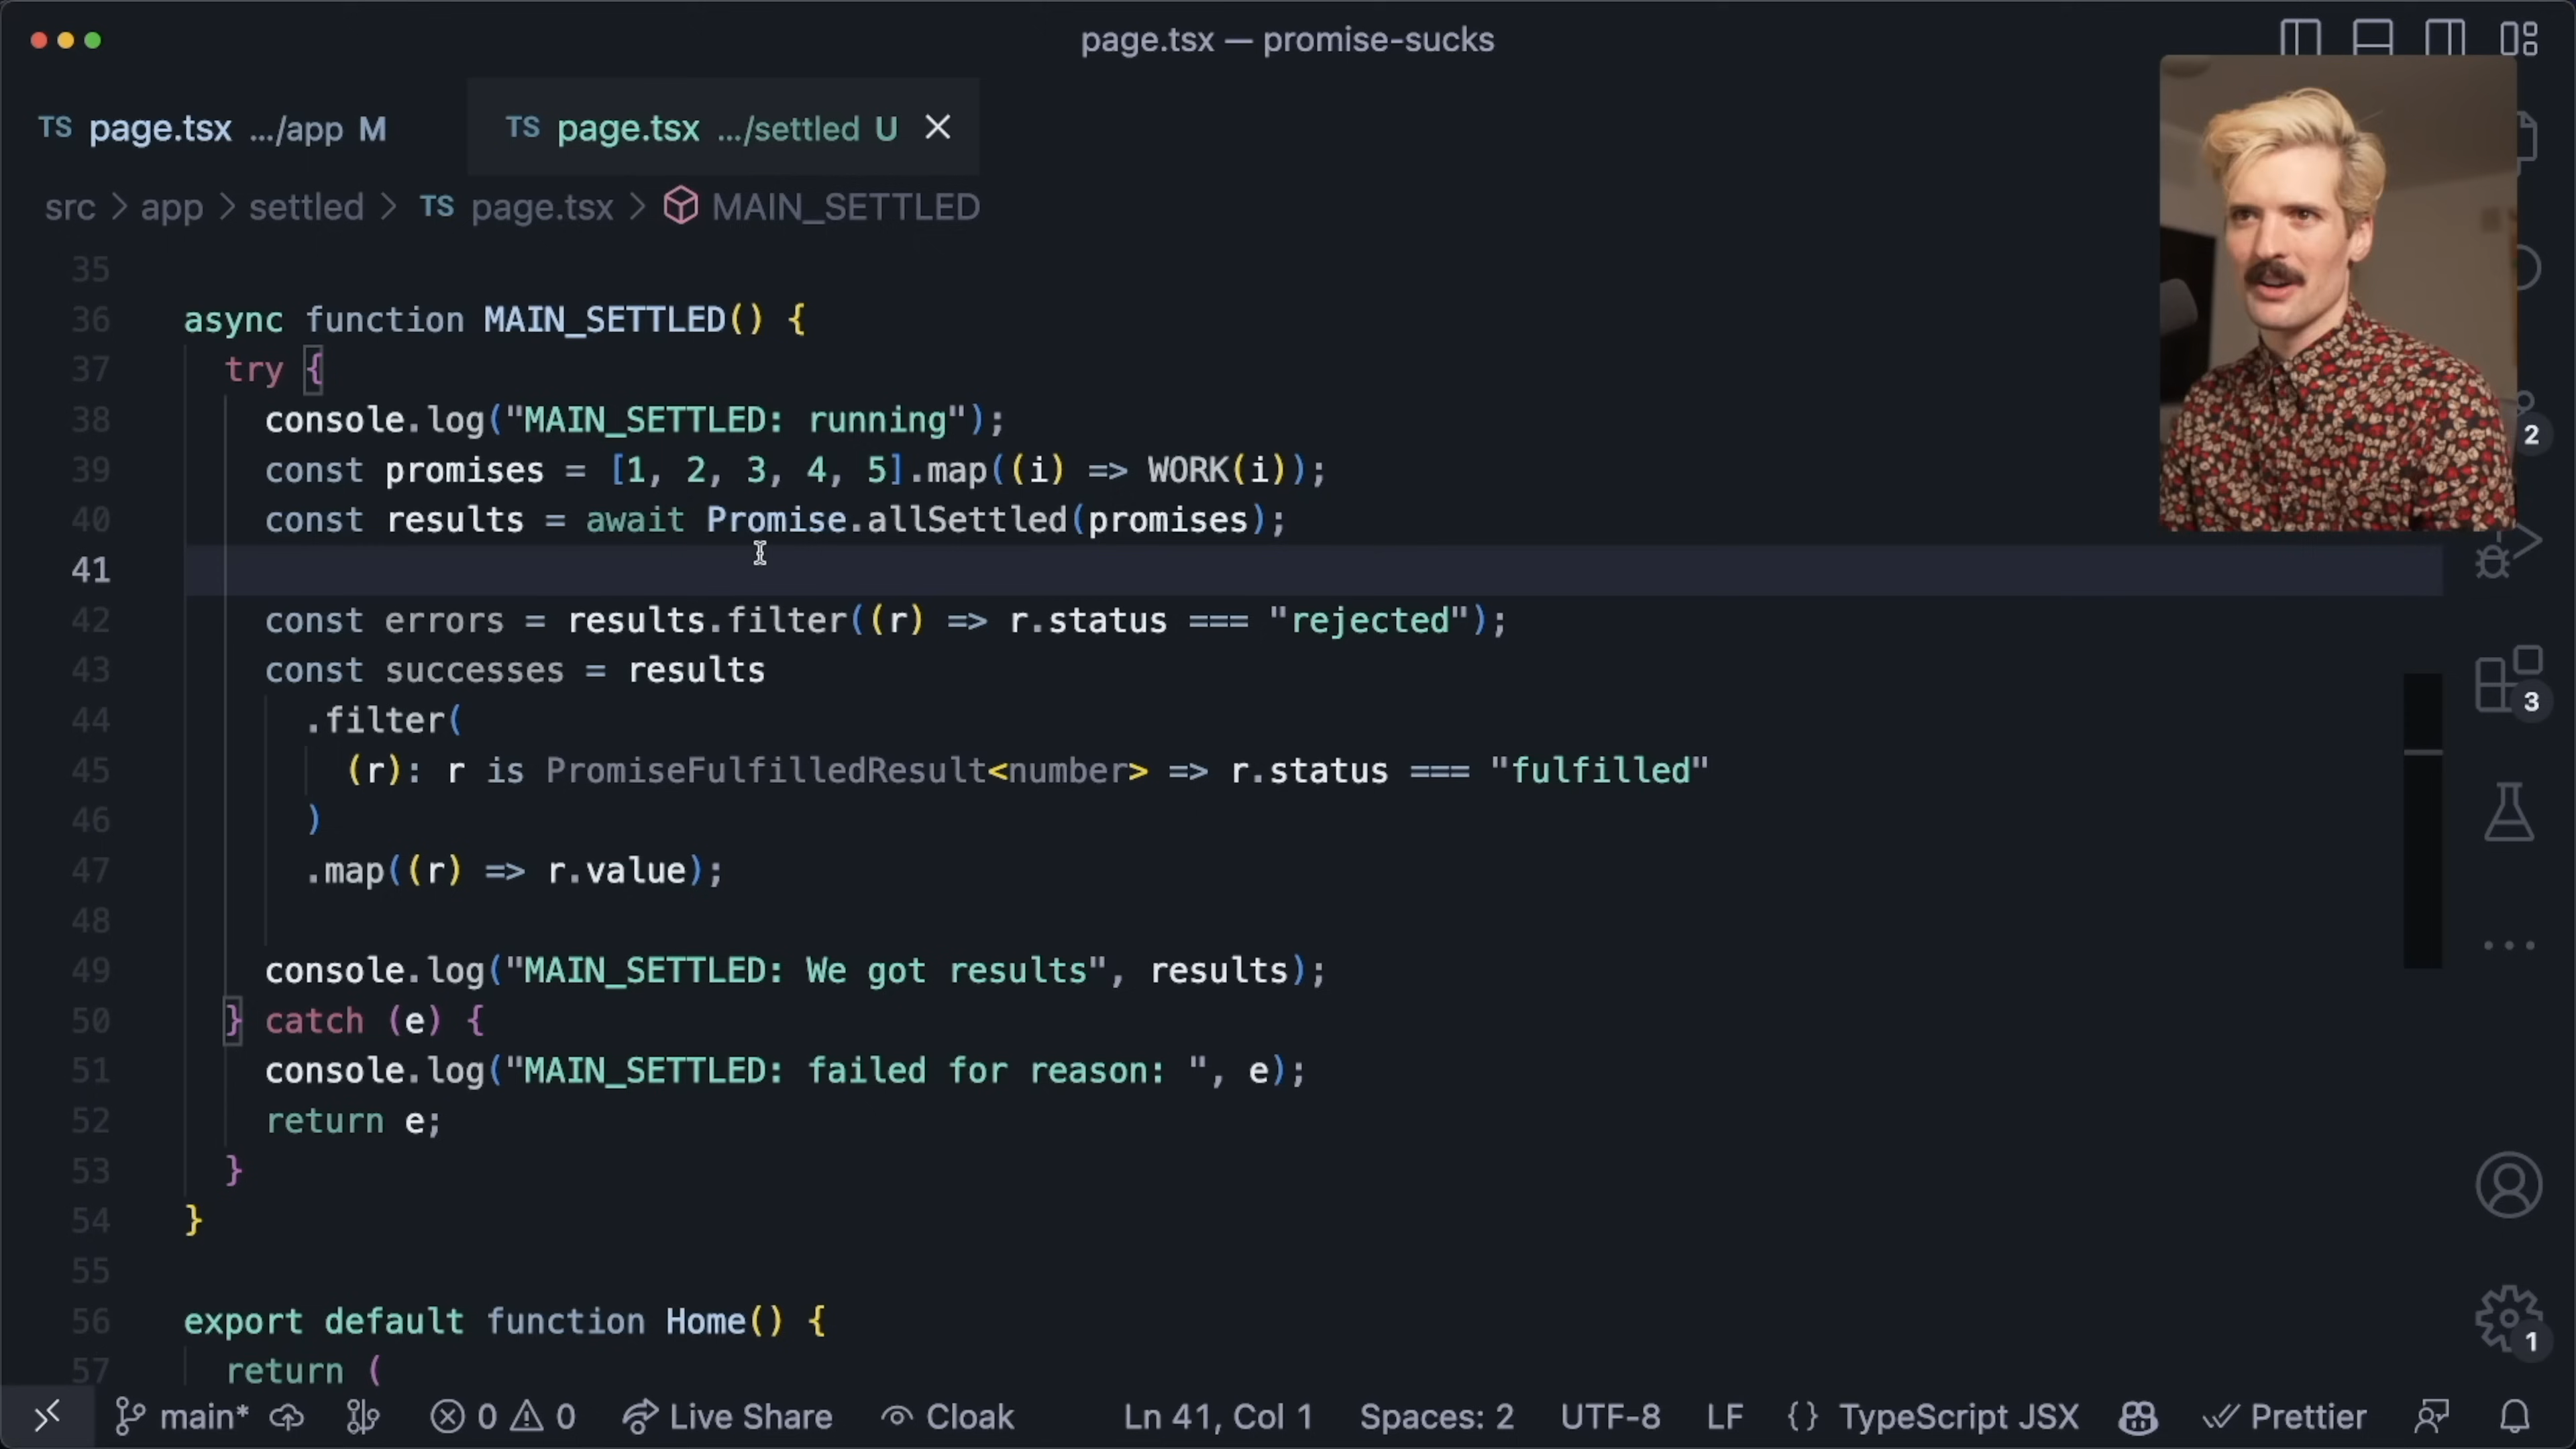 page.tsx — promise-sucks
TS page.tsx .../app M
TS page.tsx .../settled U
src > app > settled > TS page.tsx > MAIN_SETTLED
35
36 async function MAIN_SETTLED() {
37 try {
38 console.log("MAIN_SETTLED: running");
39 const promises = [1, 2, 3, 4, 5].map((i) => WORK(i));
40 const results = await Promise.allSettled(promises);
41
42 const errors = results.filter((r) => r.status === "rejected");
43 const successes = results
44 .filter(
45 (r): r is PromiseFulfilledResult<number> => r.status === "fulfilled"
46 )
47 .map((r) => r.value);
48
49 console.log("MAIN_SETTLED: We got results", results);
50 } catch (e) {
51 console.log("MAIN_SETTLED: failed for reason: ", e);
52 return e;
53 }
54 }
55
56 export default function Home() {
57 return (
2
3
1
main* 0 0 Live Share Cloak Ln 41, Col 1 Spaces: 2 UTF-8 LF {} TypeScript JSX Prettier